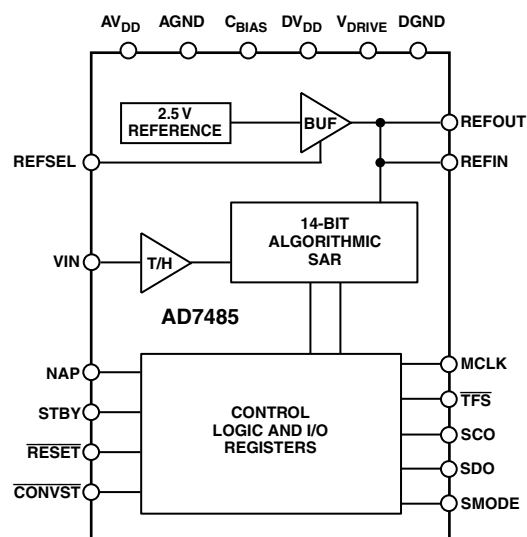 AVDD AGND CBIAS DVDD VDRIVE DGND
2.5 V
REFERENCE
BUF
REFOUT
REFSEL
REFIN
14-BIT
ALGORITHMIC
SAR
VIN
T/H
AD7485
NAP
STBY
RESET
CONVST
CONTROL
LOGIC AND I/O
REGISTERS
MCLK
TFS
SCO
SDO
SMODE